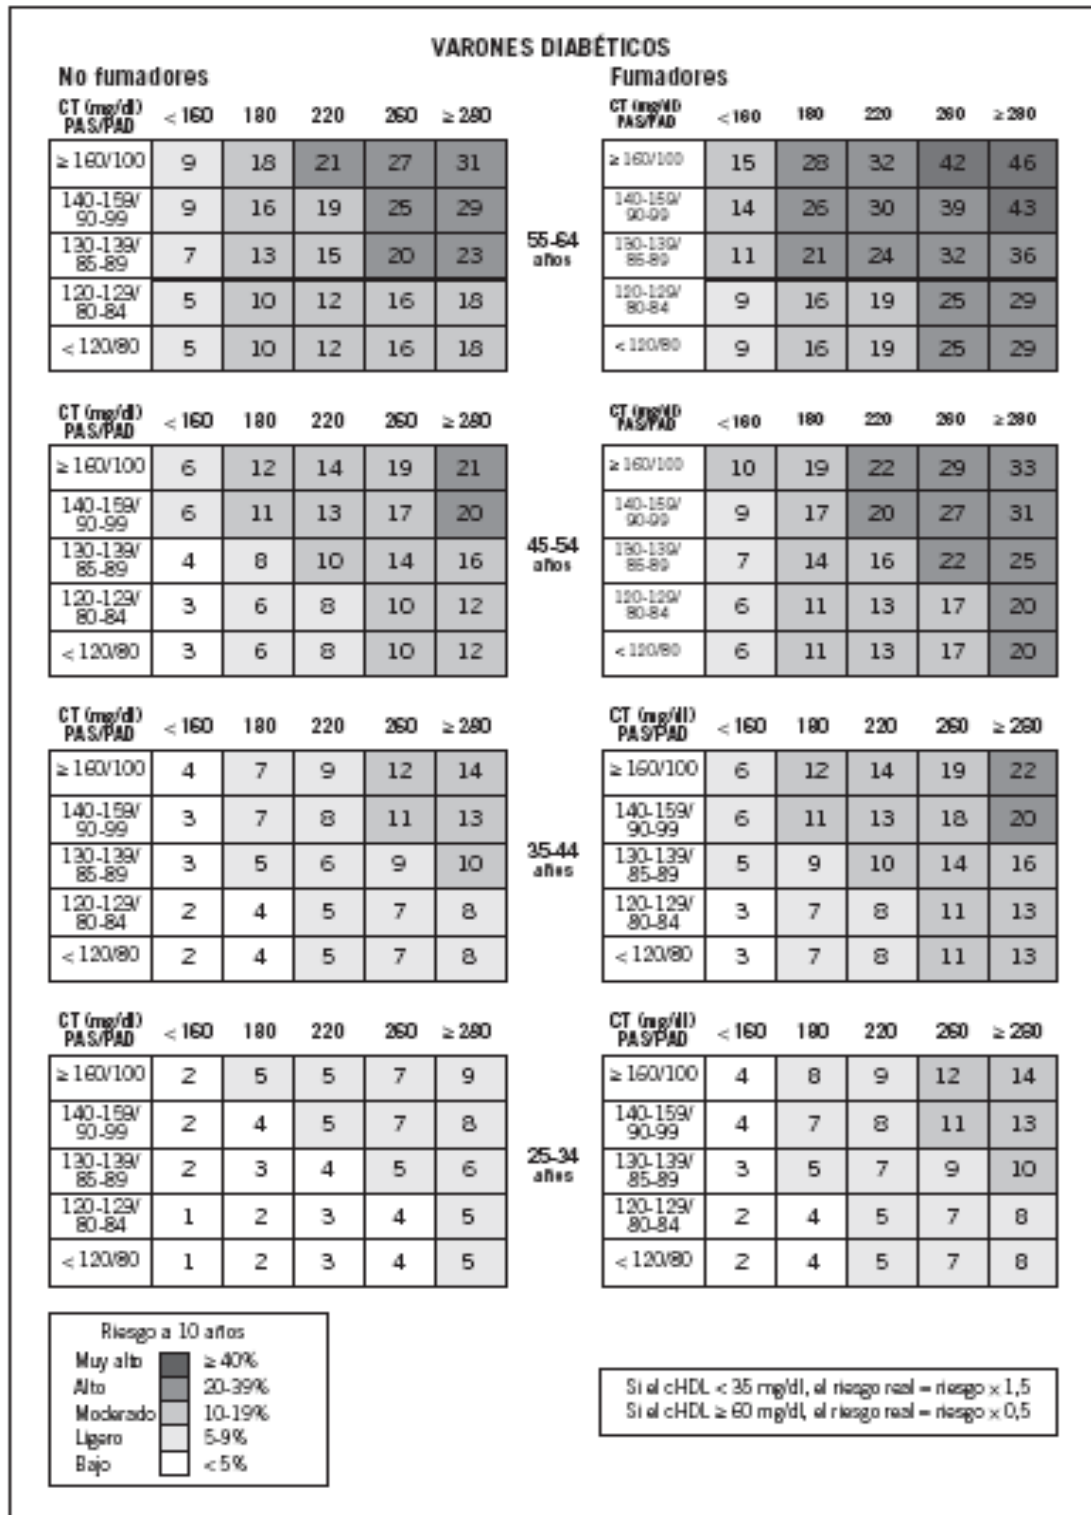 VARONES DIABÉTICOS
No fumadores
CT (mg/dl) PAS/PAD < 160 180 220 260 ≥ 280
≥ 160/100 9 18 21 27 31
140-159/90-99 9 16 19 25 29
130-139/85-89 7 13 15 20 23
120-129/80-84 5 10 12 16 18
< 120/80 5 10 12 16 18
55-64 años
Fumadores
CT (mg/dl) PAS/PAD < 160 180 220 260 ≥ 280
≥ 160/100 15 28 32 42 46
140-159/90-99 14 26 30 39 43
130-139/85-89 11 21 24 32 36
120-129/80-84 9 16 19 25 29
< 120/80 9 16 19 25 29
CT (mg/dl) PAS/PAD < 160 180 220 260 ≥ 280
≥ 160/100 6 12 14 19 21
140-159/90-99 6 11 13 17 20
130-139/85-89 4 8 10 14 16
120-129/80-84 3 6 8 10 12
< 120/80 3 6 8 10 12
45-54 años
CT (mg/dl) PAS/PAD < 160 180 220 260 ≥ 280
≥ 160/100 10 19 22 29 33
140-159/90-99 9 17 20 27 31
130-139/85-89 7 14 16 22 25
120-129/80-84 6 11 13 17 20
< 120/80 6 11 13 17 20
CT (mg/dl) PAS/PAD < 160 180 220 260 ≥ 280
≥ 160/100 4 7 9 12 14
140-159/90-99 3 7 8 11 13
130-139/85-89 3 5 6 9 10
120-129/80-84 2 4 5 7 8
< 120/80 2 4 5 7 8
35-44 años
CT (mg/dl) PAS/PAD < 160 180 220 260 ≥ 280
≥ 160/100 6 12 14 19 22
140-159/90-99 6 11 13 18 20
130-139/85-89 5 9 10 14 16
120-129/80-84 3 7 8 11 13
< 120/80 3 7 8 11 13
CT (mg/dl) PAS/PAD < 160 180 220 260 ≥ 280
≥ 160/100 2 5 5 7 9
140-159/90-99 2 4 5 7 8
130-139/85-89 2 3 4 5 6
120-129/80-84 1 2 3 4 5
< 120/80 1 2 3 4 5
25-34 años
CT (mg/dl) PAS/PAD < 160 180 220 260 ≥ 280
≥ 160/100 4 8 9 12 14
140-159/90-99 4 7 8 11 13
130-139/85-89 3 5 7 9 10
120-129/80-84 2 4 5 7 8
< 120/80 2 4 5 7 8
Riesgo a 10 años
Muy alto ≥ 40%
Alto 20-39%
Moderado 10-19%
Ligero 5-9%
Bajo < 5%
Si el cHDL < 35 mg/dl, el riesgo real = riesgo × 1,5
Si el cHDL ≥ 60 mg/dl, el riesgo real = riesgo × 0,5